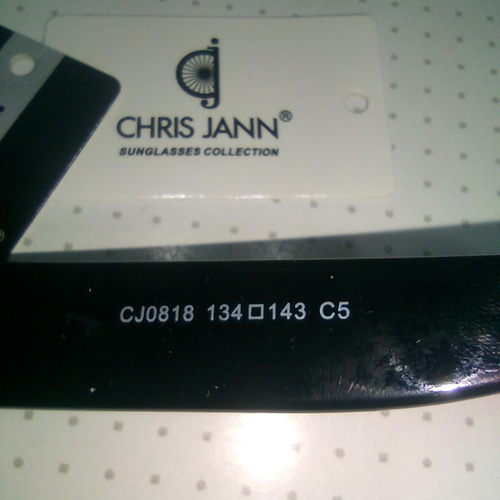 CHRIS JANN®
SUNGLASSES COLLECTION
CJ0818 134□143 C5